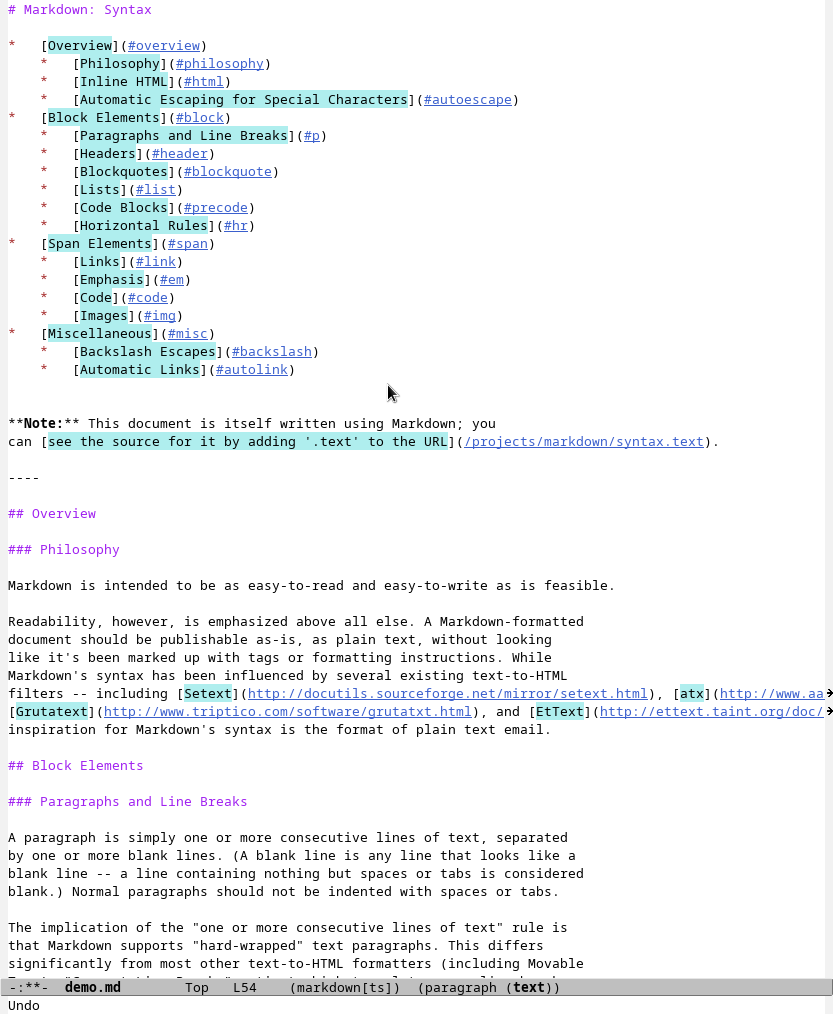 # Markdown: Syntax

*   [Overview](#overview)
    *   [Philosophy](#philosophy)
    *   [Inline HTML](#html)
    *   [Automatic Escaping for Special Characters](#autoescape)
*   [Block Elements](#block)
    *   [Paragraphs and Line Breaks](#p)
    *   [Headers](#header)
    *   [Blockquotes](#blockquote)
    *   [Lists](#list)
    *   [Code Blocks](#precode)
    *   [Horizontal Rules](#hr)
*   [Span Elements](#span)
    *   [Links](#link)
    *   [Emphasis](#em)
    *   [Code](#code)
    *   [Images](#img)
*   [Miscellaneous](#misc)
    *   [Backslash Escapes](#backslash)
    *   [Automatic Links](#autolink)

**Note:** This document is itself written using Markdown; you
can [see the source for it by adding '.text' to the URL](/projects/markdown/syntax.text).

----

## Overview

### Philosophy

Markdown is intended to be as easy-to-read and easy-to-write as is feasible.

Readability, however, is emphasized above all else. A Markdown-formatted
document should be publishable as-is, as plain text, without looking
like it's been marked up with tags or formatting instructions. While
Markdown's syntax has been influenced by several existing text-to-HTML
filters -- including [Setext](http://docutils.sourceforge.net/mirror/setext.html), [atx](http://www.aa
[Grutatext](http://www.triptico.com/software/grutatxt.html), and [EtText](http://ettext.taint.org/doc/
inspiration for Markdown's syntax is the format of plain text email.

## Block Elements

### Paragraphs and Line Breaks

A paragraph is simply one or more consecutive lines of text, separated
by one or more blank lines. (A blank line is any line that looks like a
blank line -- a line containing nothing but spaces or tabs is considered
blank.) Normal paragraphs should not be indented with spaces or tabs.

The implication of the "one or more consecutive lines of text" rule is
that Markdown supports "hard-wrapped" text paragraphs. This differs
significantly from most other text-to-HTML formatters (including Movable
-:**-  demo.md        Top   L54    (markdown[ts])  (paragraph (text))
Undo